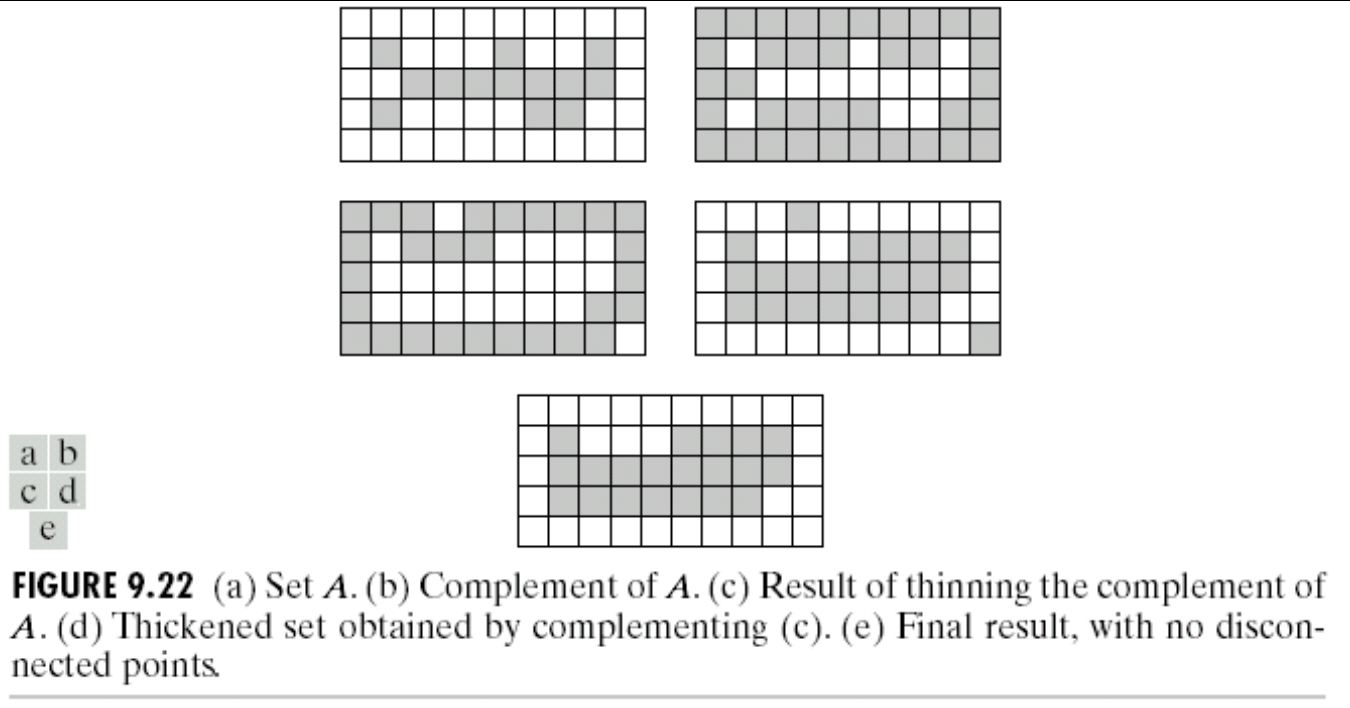 a b
c d
e
FIGURE 9.22 (a) Set A. (b) Complement of A. (c) Result of thinning the complement of
A. (d) Thickened set obtained by complementing (c). (e) Final result, with no discon-
nected points.